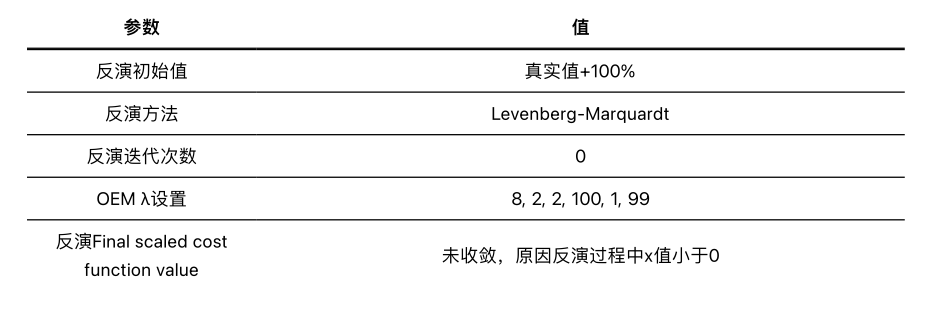 参数 值
反演初始值 真实值+100%
反演方法 Levenberg-Marquardt
反演迭代次数 0
OEM λ设置 8, 2, 2, 100, 1, 99
反演Final scaled cost
function value 未收敛，原因反演过程中x值小于0